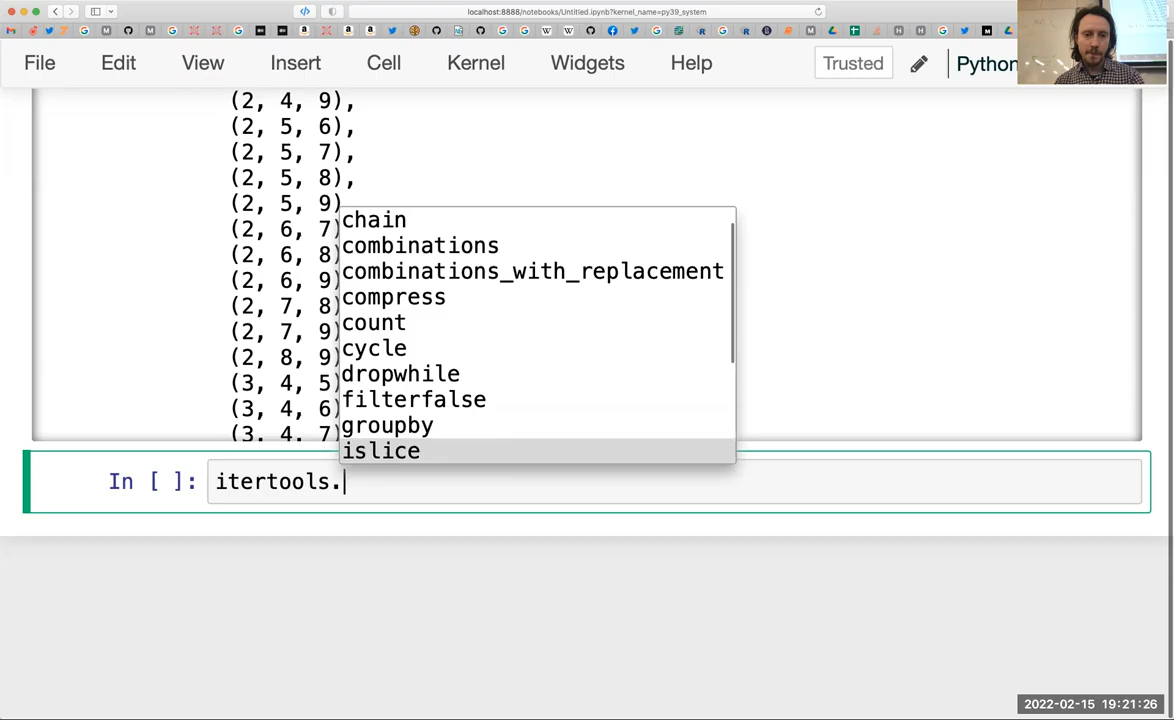 localhost:8888/notebooks/Untitled.ipynb?kernel_name=py39_system
File Edit View Insert Cell Kernel Widgets Help Trusted Python
(2, 4, 9),
(2, 5, 6),
(2, 5, 7),
(2, 5, 8),
(2, 5, 9)
(2, 6, 7)
(2, 6, 8)
(2, 6, 9)
(2, 7, 8)
(2, 7, 9)
(2, 8, 9)
(3, 4, 5)
(3, 4, 6)
(3, 4, 7)
chain
combinations
combinations_with_replacement
compress
count
cycle
dropwhile
filterfalse
groupby
islice
In [ ]: itertools.
2022-02-15 19:21:26